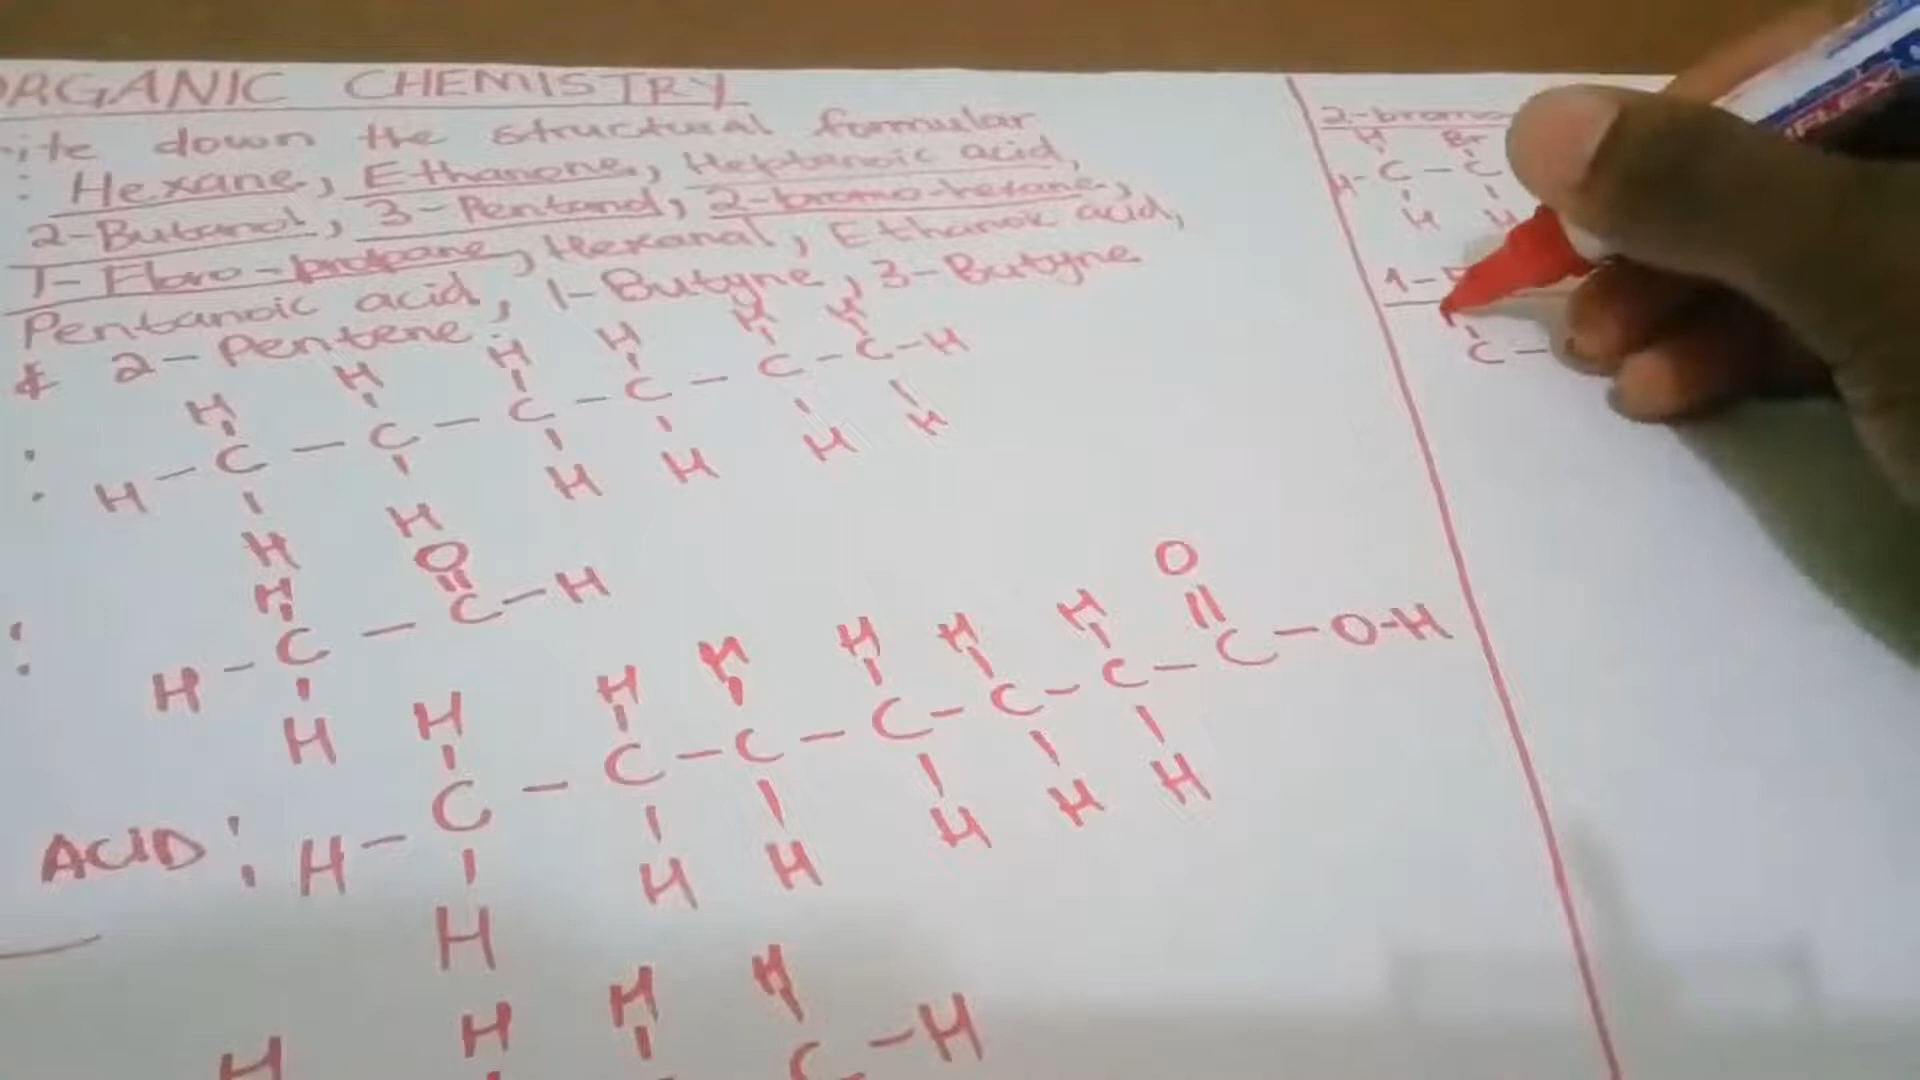 ORGANIC CHEMISTRY
ite down the structural formular
: Hexane, Ethanone, Heptanoic acid,
2-Butanol, 3-Pentanol, 2-bromo-hexane,
1-Floro-propane, Hexanal, Ethanoic acid,
Pentanoic acid, 1-Butyne, 3-Butyne
& 2-Pentene.
H H H H H H
H-C-C-C-C-C-C-H
H H H H H H
H O
H-C-C-H
H
H H H H H H O
ACID: H-C-C-C-C-C-C-C-O-H
H H H H H H
H H H H
C-H
2-bromo
H Br
H-C-C
H H
1-
C-